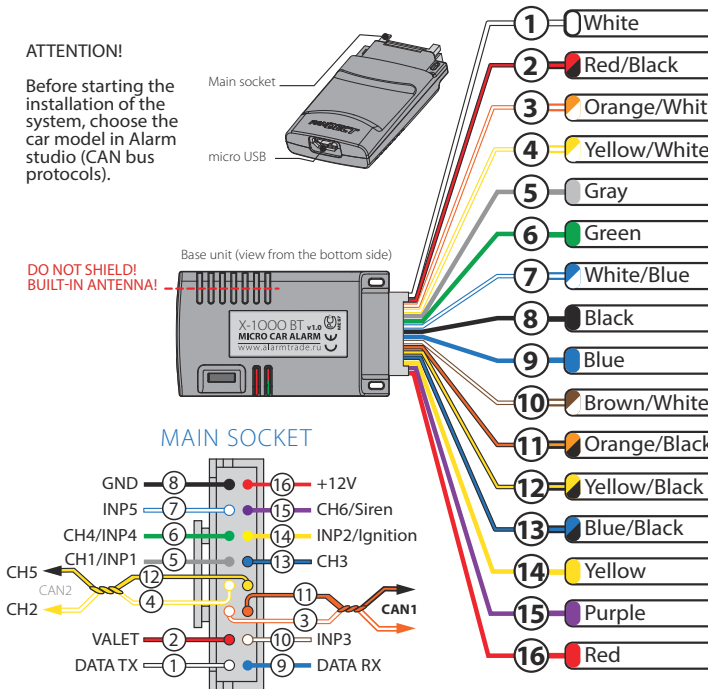 ATTENTION!
Before starting the
installation of the
system, choose the
car model in Alarm
studio (CAN bus
protocols).
Main socket
micro USB
PANDECT
Base unit (view from the bottom side)
DO NOT SHIELD!
BUILT-IN ANTENNA!
X-1000 BT v1.0
MICRO CAR ALARM
www.alarmtrade.ru
1 White
2 Red/Black
3 Orange/Whit
4 Yellow/White
5 Gray
6 Green
7 White/Blue
8 Black
9 Blue
10 Brown/White
11 Orange/Black
12 Yellow/Black
13 Blue/Black
14 Yellow
15 Purple
16 Red
MAIN SOCKET
GND 8 16 +12V
INP5 7 15 CH6/Siren
CH4/INP4 6 14 INP2/Ignition
CH1/INP1 5 13 CH3
CH5 12 11
CAN2 CAN1
CH2 4 3
VALET 2 10 INP3
DATA TX 1 9 DATA RX